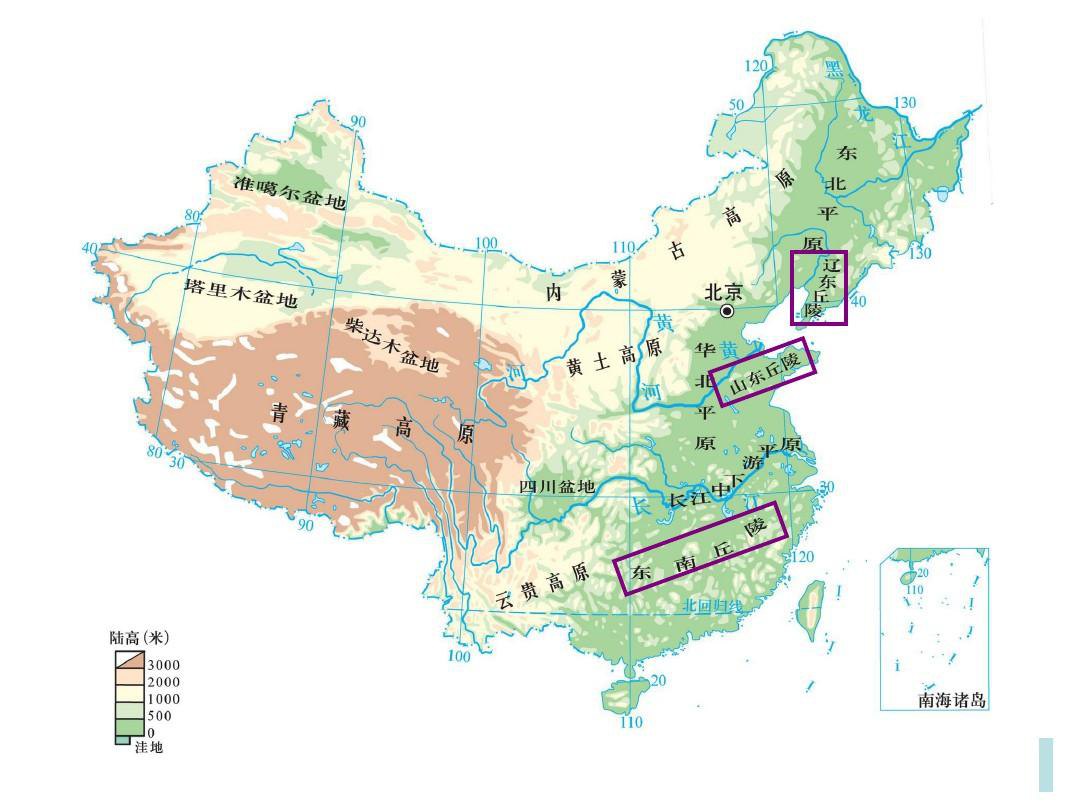 120
黑
50
130
龙
江
90
东北平原
准噶尔盆地
内蒙古高原
80
40
100
110
130
辽东丘陵
塔里木盆地
北京
40
柴达木盆地
黄
黄土高原
华北平原
黄
河
山东丘陵
河
青藏高原
80
30
四川盆地
长江中下游平原
长
江
30
90
东南丘陵
120
云贵高原
北回归线
100
20
110
20
110
南海诸岛
陆高(米)
3000
2000
1000
500
0
洼地